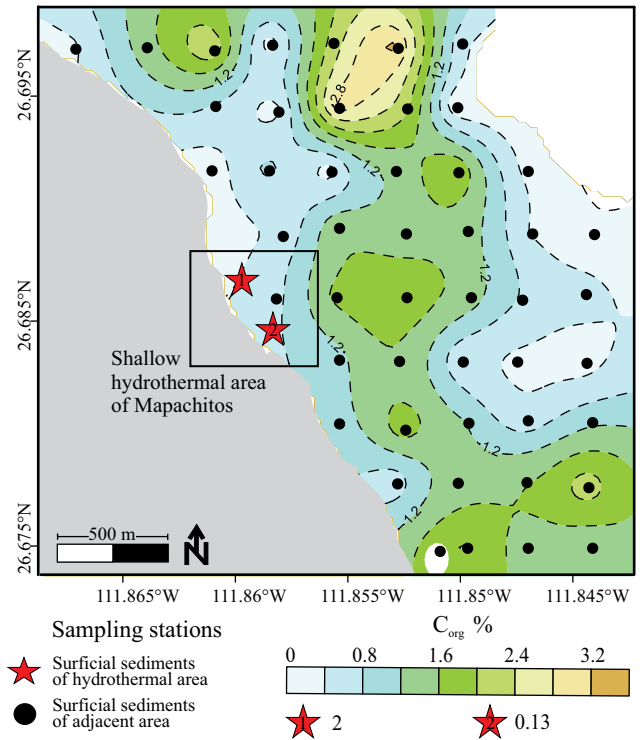 26.695°N
26.685°N
26.675°N
1.2
2.8
1.2
1.2
1.2
1.2
1.2
1.2
1
2
Shallow
hydrothermal area
of Mapachitos
500 m
N
111.865°W 111.86°W 111.855°W 111.85°W 111.845°W
Sampling stations
Surficial sediments
of hydrothermal area
Surficial sediments
of adjacent area
Corg %
0 0.8 1.6 2.4 3.2
1 2 2 0.13